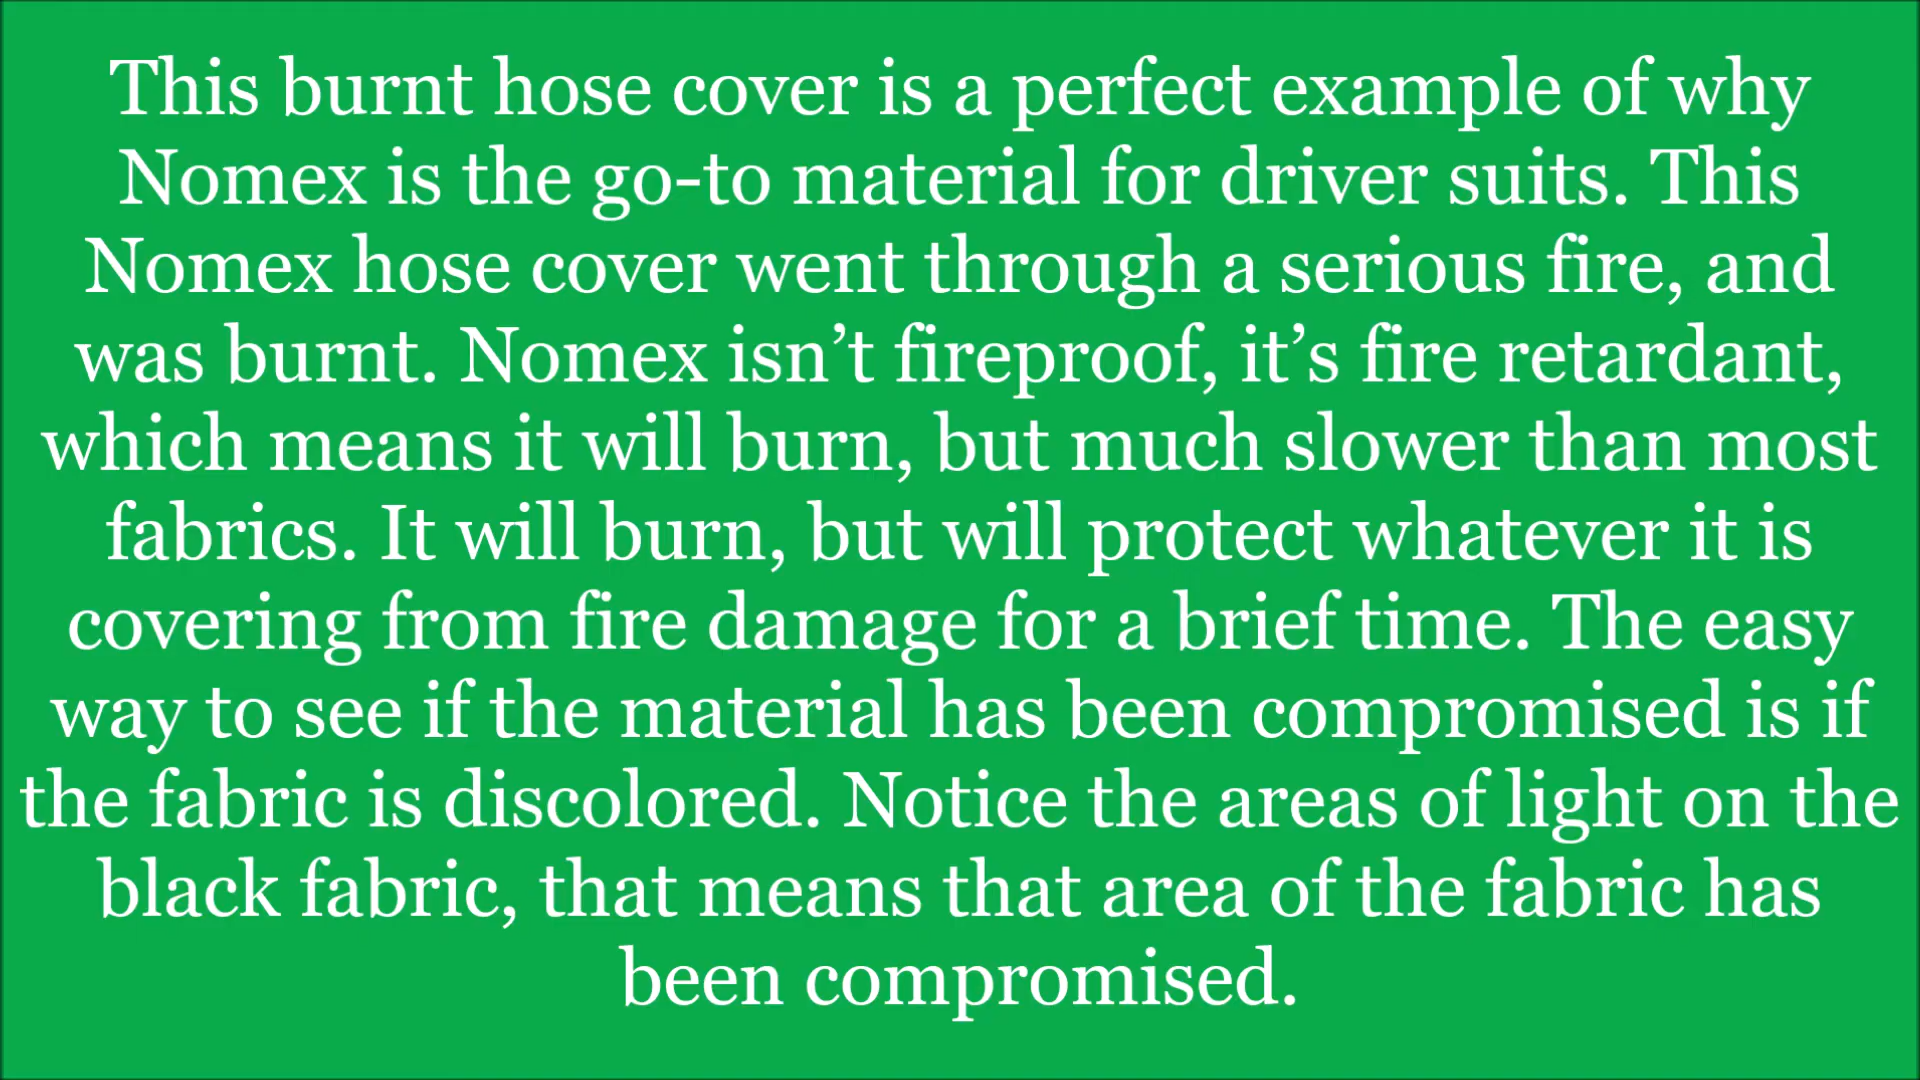 This burnt hose cover is a perfect example of why
Nomex is the go-to material for driver suits. This
Nomex hose cover went through a serious fire, and
was burnt. Nomex isn’t fireproof, it’s fire retardant,
which means it will burn, but much slower than most
fabrics. It will burn, but will protect whatever it is
covering from fire damage for a brief time. The easy
way to see if the material has been compromised is if
the fabric is discolored. Notice the areas of light on the
black fabric, that means that area of the fabric has
been compromised.